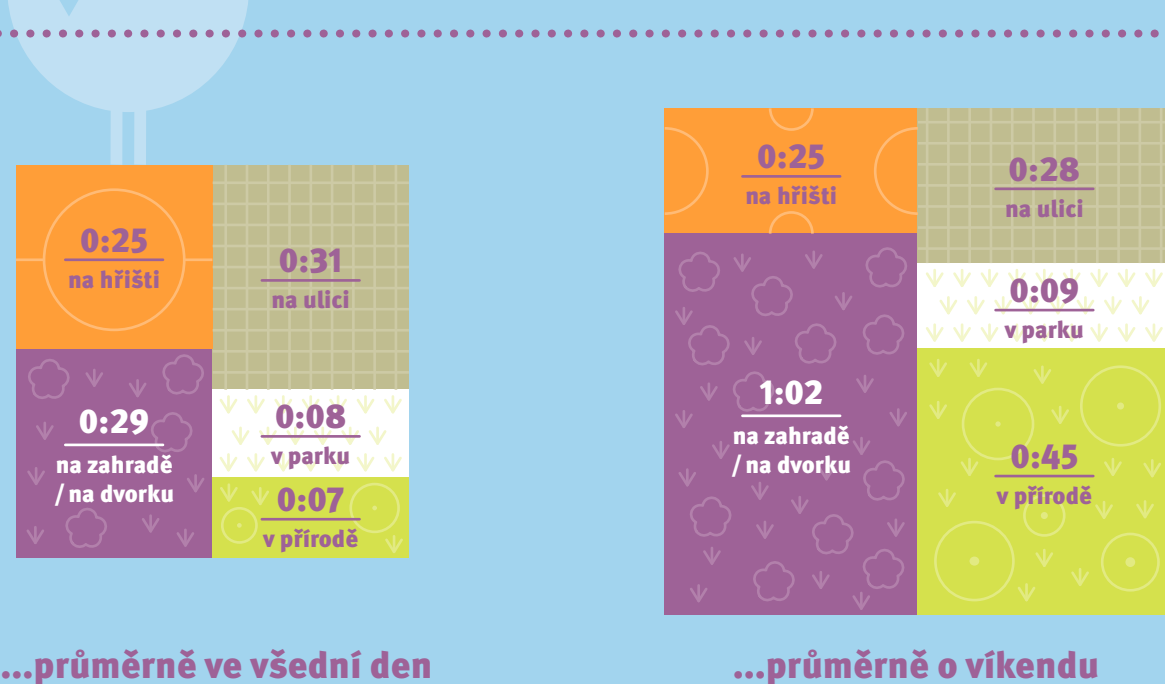 0:25
na hřišti
0:31
na ulici
0:29
na zahradě
/ na dvorku
0:08
v parku
0:07
v přírodě
...průměrně ve všední den
0:25
na hřišti
0:28
na ulici
0:09
v parku
1:02
na zahradě
/ na dvorku
0:45
v přírodě
...průměrně o víkendu